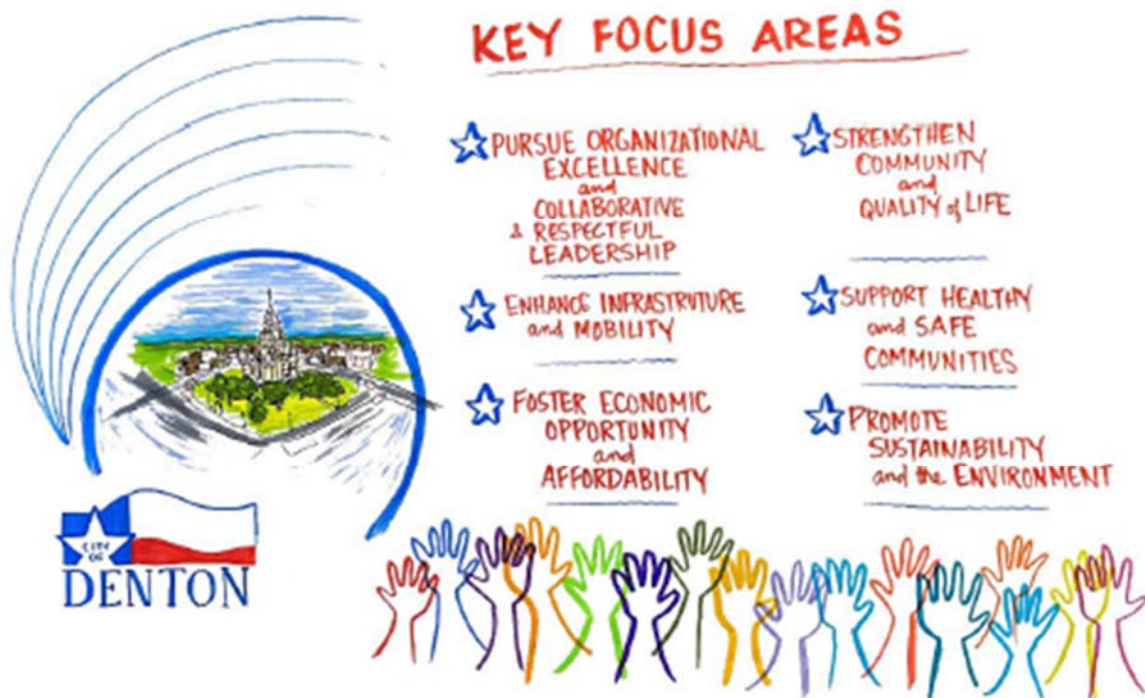 KEY FOCUS AREAS
PURSUE ORGANIZATIONAL
EXCELLENCE
and
COLLABORATIVE
& RESPECTFUL
LEADERSHIP
ENHANCE INFRASTRUTURE
and MOBILITY
FOSTER ECONOMIC
OPPORTUNITY
and
AFFORDABILITY
STRENGTHEN
COMMUNITY
and
QUALITY of LIFE
SUPPORT HEALTHY
and SAFE
COMMUNITIES
PROMOTE
SUSTAINABILITY
and the ENVIRONMENT
CITY
OF
DENTON